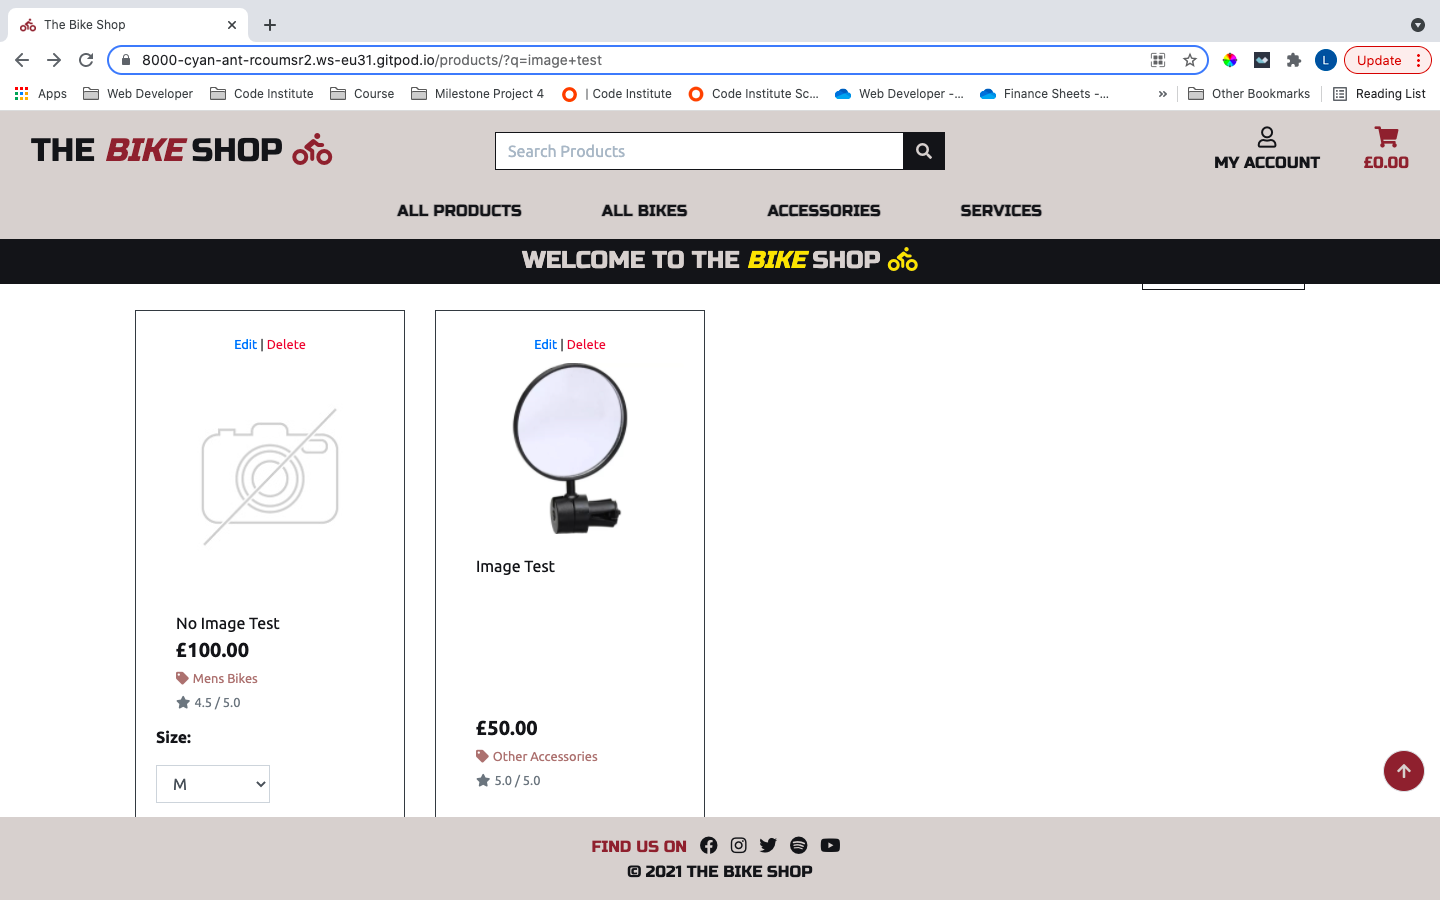 The Bike Shop
8000-cyan-ant-rcoumsr2.ws-eu31.gitpod.io/products/?q=image+test
L
Update
Apps
Web Developer
Code Institute
Course
Milestone Project 4
| Code Institute
Code Institute Sc...
Web Developer -...
Finance Sheets -...
»
Other Bookmarks
Reading List
THE BIKE SHOP
Search Products
MY ACCOUNT
£0.00
ALL PRODUCTS
ALL BIKES
ACCESSORIES
SERVICES
WELCOME TO THE BIKE SHOP
Edit | Delete
No Image Test
£100.00
Mens Bikes
4.5 / 5.0
Size:
M
Edit | Delete
Image Test
£50.00
Other Accessories
5.0 / 5.0
FIND US ON
© 2021 THE BIKE SHOP